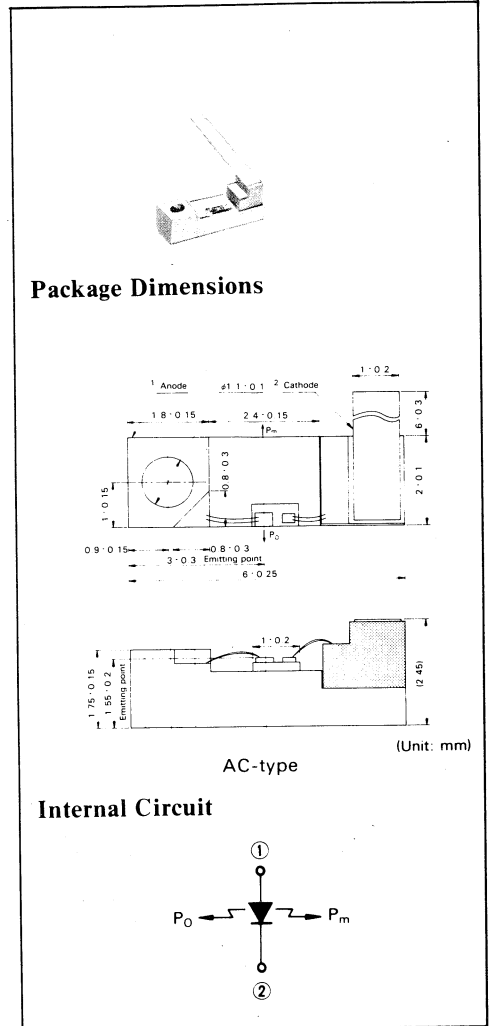 Package Dimensions
1·0 2
1 Anode
ø1 1·0 1
2 Cathode
1 8·0 15
2 4·0 15
6·0 3
Pm
0 8·0 3
2·0 1
1·0 15
P0
0 9·0 15
0 8·0 3
3·0 3
Emitting point
6·0 25
1·0 2
1 75·0 15
1 55·0 2
Emitting point
(2 45)
(Unit: mm)
AC-type
Internal Circuit
①
PO
Pm
②